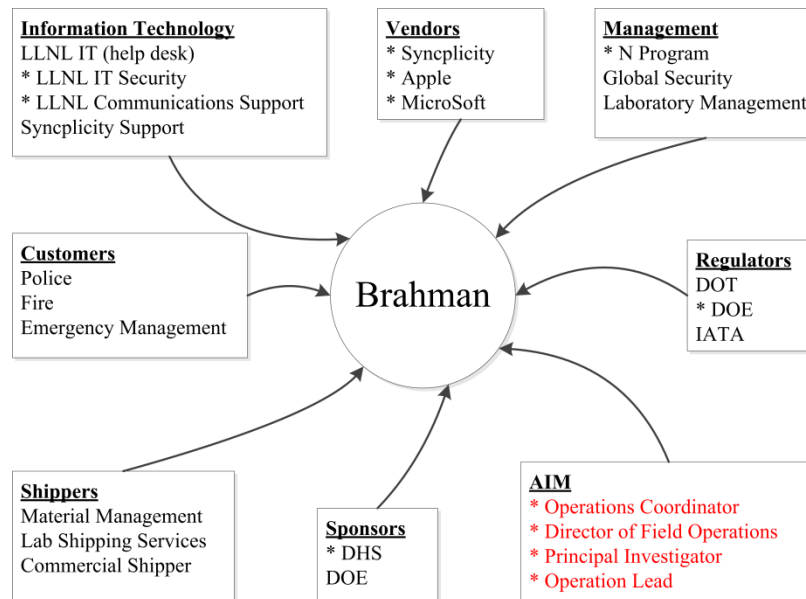 Information Technology
LLNL IT (help desk)
* LLNL IT Security
* LLNL Communications Support
Syncplicity Support
Vendors
* Syncplicity
* Apple
* MicroSoft
Management
* N Program
Global Security
Laboratory Management
Customers
Police
Fire
Emergency Management
Brahman
Regulators
DOT
* DOE
IATA
Shippers
Material Management
Lab Shipping Services
Commercial Shipper
Sponsors
* DHS
DOE
AIM
* Operations Coordinator
* Director of Field Operations
* Principal Investigator
* Operation Lead